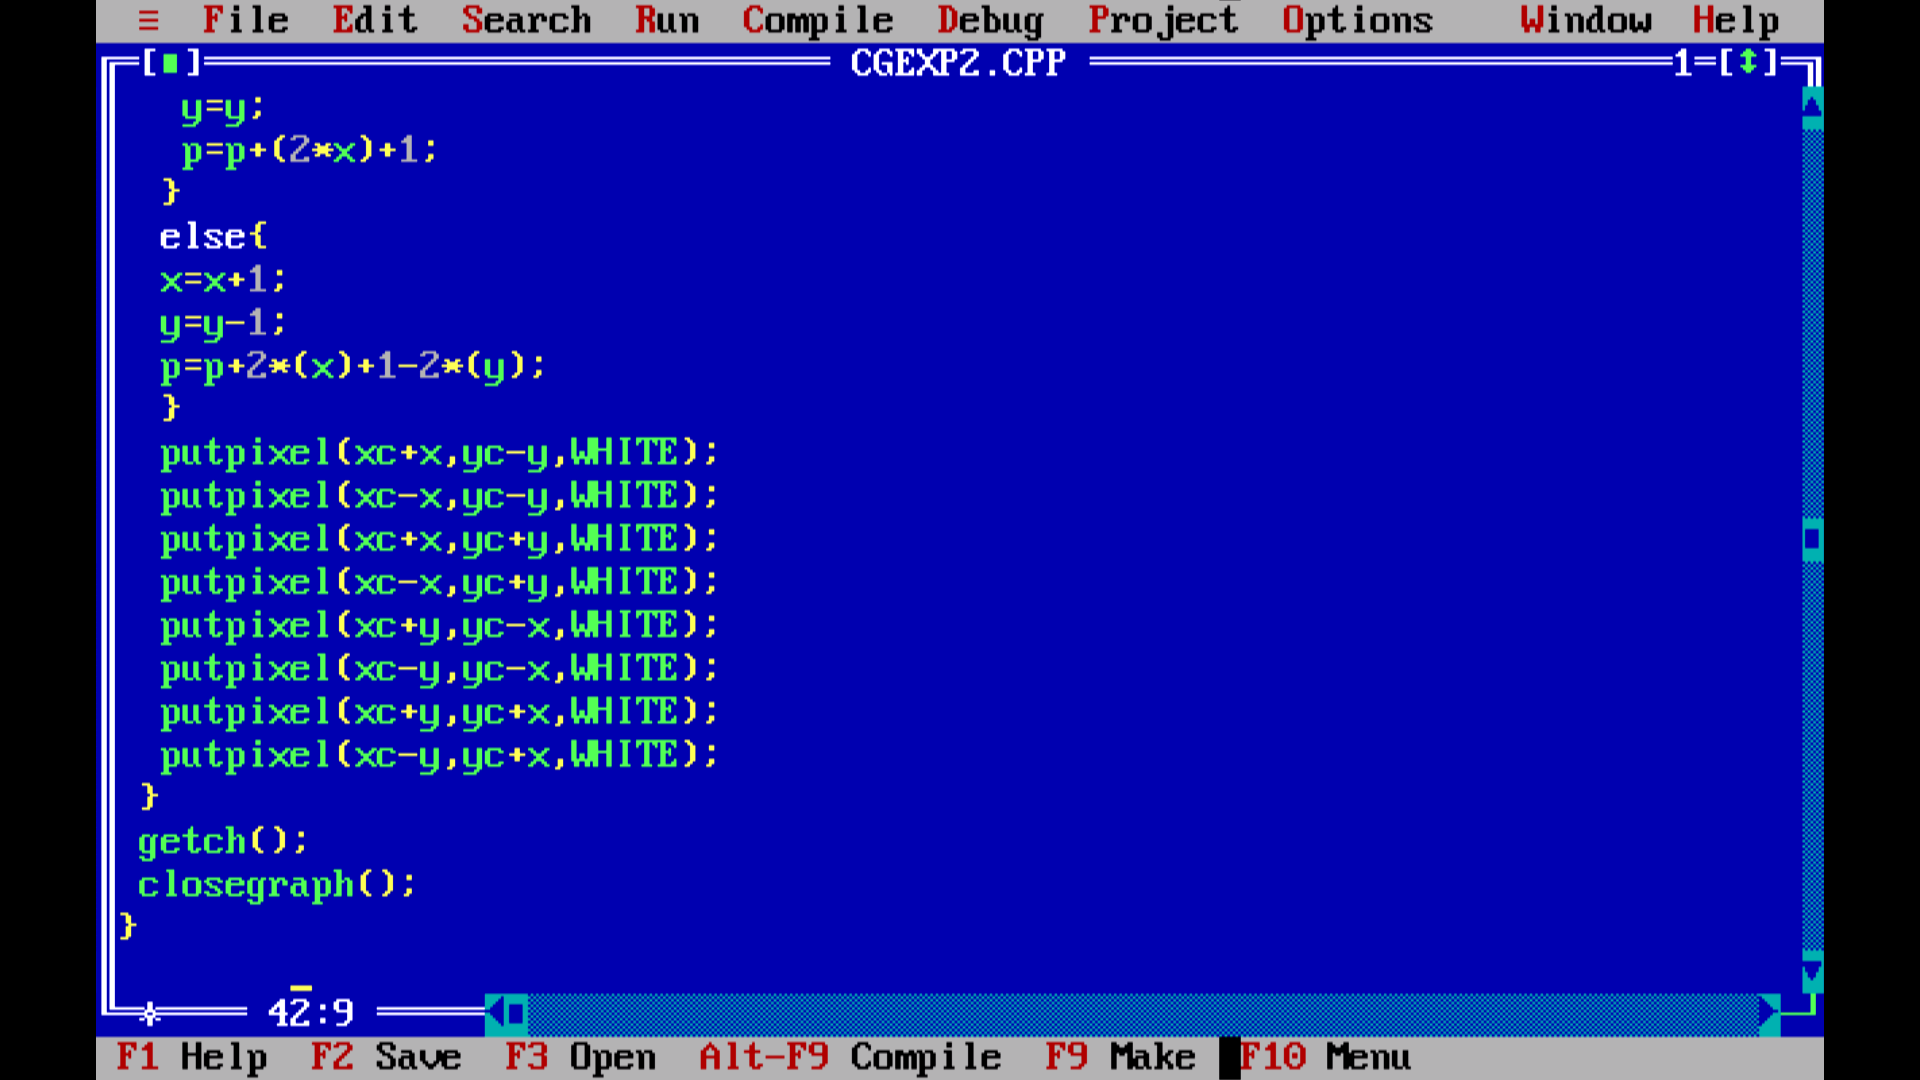 ≡ File Edit Search Run Compile Debug Project Options Window Help
[■] CGEXP2.CPP 1=[↕]
y=y;
p=p+(2*x)+1;
}
else{
x=x+1;
y=y-1;
p=p+2*(x)+1-2*(y);
}
putpixel(xc+x,yc-y,WHITE);
putpixel(xc-x,yc-y,WHITE);
putpixel(xc+x,yc+y,WHITE);
putpixel(xc-x,yc+y,WHITE);
putpixel(xc+y,yc-x,WHITE);
putpixel(xc-y,yc-x,WHITE);
putpixel(xc+y,yc+x,WHITE);
putpixel(xc-y,yc+x,WHITE);
}
getch();
closegraph();
}
42:9
F1 Help F2 Save F3 Open Alt-F9 Compile F9 Make F10 Menu